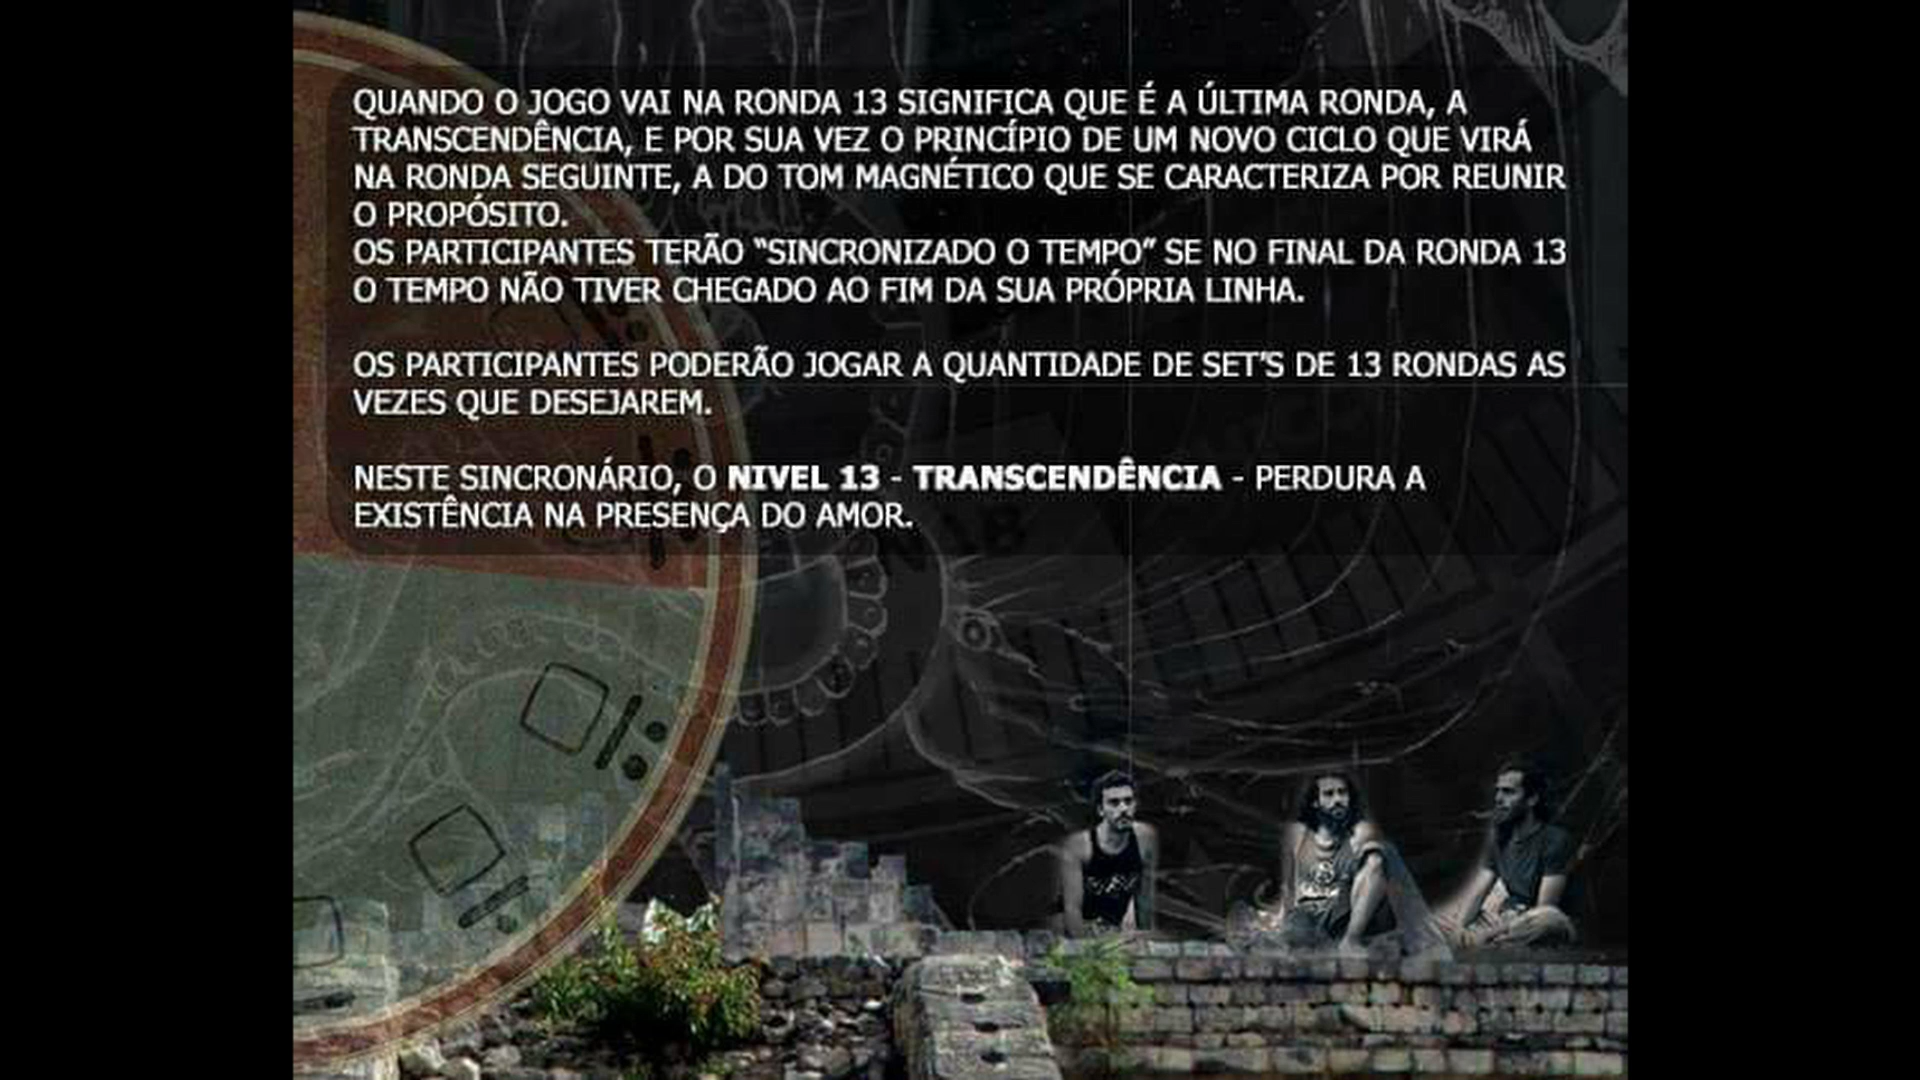 QUANDO O JOGO VAI NA RONDA 13 SIGNIFICA QUE É A ÚLTIMA RONDA, A
TRANSCENDÊNCIA, E POR SUA VEZ O PRINCÍPIO DE UM NOVO CICLO QUE VIRÁ
NA RONDA SEGUINTE, A DO TOM MAGNÉTICO QUE SE CARACTERIZA POR REUNIR
O PROPÓSITO.
OS PARTICIPANTES TERÃO “SINCRONIZADO O TEMPO” SE NO FINAL DA RONDA 13
O TEMPO NÃO TIVER CHEGADO AO FIM DA SUA PRÓPRIA LINHA.
OS PARTICIPANTES PODERÃO JOGAR A QUANTIDADE DE SET'S DE 13 RONDAS AS
VEZES QUE DESEJAREM.
NESTE SINCRONÁRIO, O NIVEL 13 - TRANSCENDÊNCIA - PERDURA A
EXISTÊNCIA NA PRESENÇA DO AMOR.